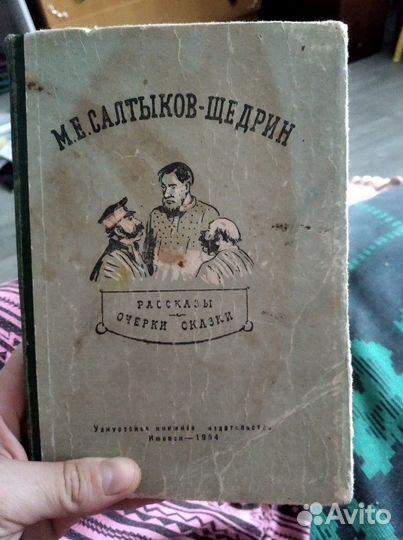 М.Е.САЛТЫКОВ-ЩЕДРИН
РАССКАЗЫ
ОЧЕРКИ СКАЗКИ
Удмуртское книжное издательство
Ижевск—1954
Avito